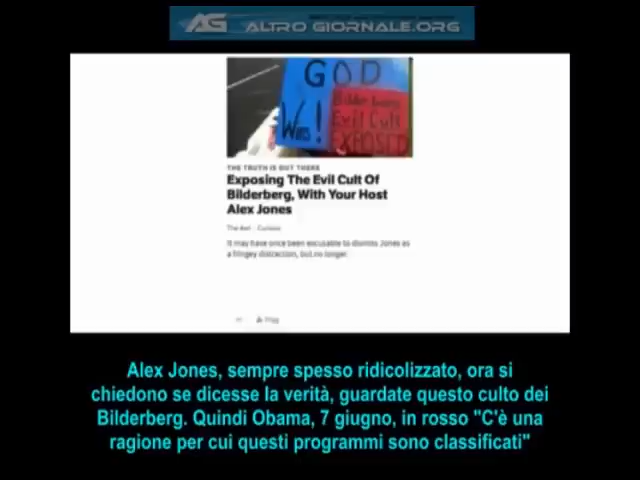 AG ALTRO GIORNALE.ORG
GOD
Wins!
Evil Cult
EXPOSED
THE TRUTH IS OUT THERE
Exposing The Evil Cult Of
Bilderberg, With Your Host
Alex Jones
The Awl · Curious
It may have once been excusable to dismiss Jones as
a fringey distraction, but no longer.
Digg
Alex Jones, sempre spesso ridicolizzato, ora si
chiedono se dicesse la verità, guardate questo culto dei
Bilderberg. Quindi Obama, 7 giugno, in rosso "C'è una
ragione per cui questi programmi sono classificati"